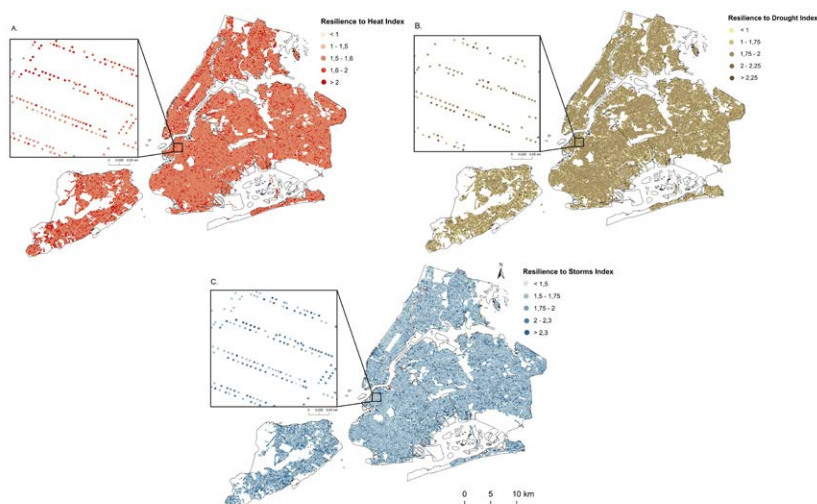 A.
Resilience to Heat Index
< 1
1 - 1,5
1,5 - 1,6
1,6 - 2
> 2
B.
Resilience to Drought Index
< 1
1 - 1,75
1,75 - 2
2 - 2,25
> 2,25
C.
N
Resilience to Storms Index
< 1,5
1,5 - 1,75
1,75 - 2
2 - 2,3
> 2,3
0 5 10 km